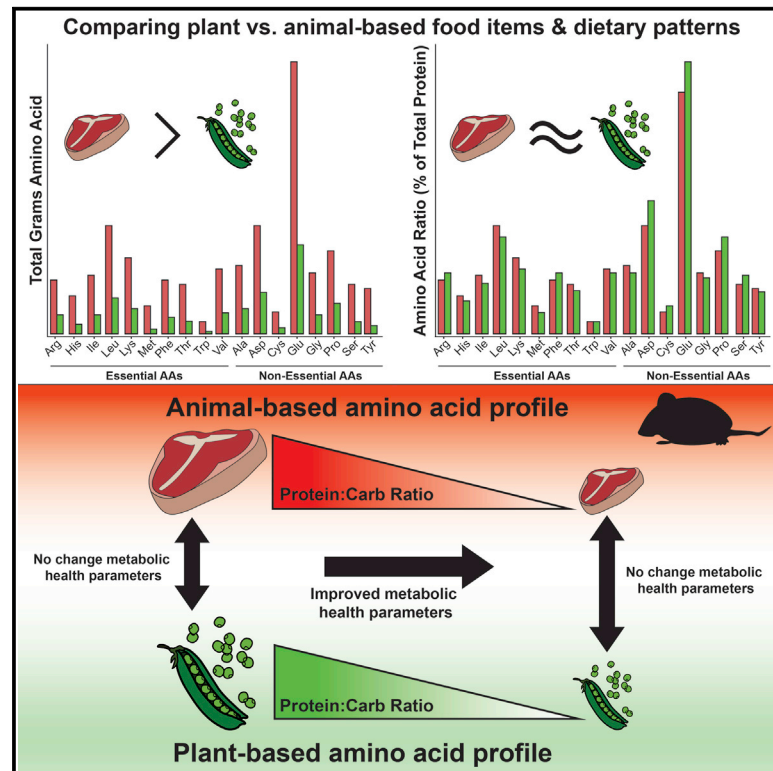 Comparing plant vs. animal-based food items & dietary patterns
Total Grams Amino Acid
>
Arg
His
Ile
Leu
Lys
Met
Phe
Thr
Trp
Val
Ala
Asp
Cys
Glu
Gly
Pro
Ser
Tyr
Essential AAs
Non-Essential AAs
Amino Acid Ratio (% of Total Protein)
≈
Arg
His
Ile
Leu
Lys
Met
Phe
Thr
Trp
Val
Ala
Asp
Cys
Glu
Gly
Pro
Ser
Tyr
Essential AAs
Non-Essential AAs
Animal-based amino acid profile
Protein:Carb Ratio
No change metabolic
health parameters
Improved metabolic
health parameters
No change metabolic
health parameters
Protein:Carb Ratio
Plant-based amino acid profile